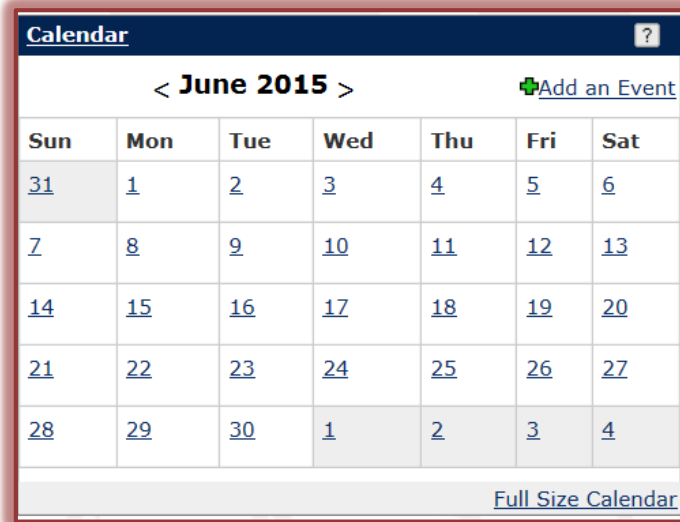 Calendar ?
< June 2015 > Add an Event
Sun Mon Tue Wed Thu Fri Sat
31 1 2 3 4 5 6
7 8 9 10 11 12 13
14 15 16 17 18 19 20
21 22 23 24 25 26 27
28 29 30 1 2 3 4
Full Size Calendar